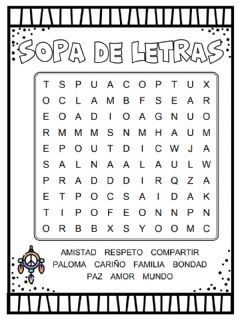 SOPA DE LETRAS
T S P U A C O P T U X
O C L A M B F S E A R
E O A D I O A G N U O
R M M M S N M H A U M
E P O U T D I C W J A
S A L N A A L A U L W
P R A D D D I R Q Z A
E T P O C S A I D A K
T I P O F E O N N P N
O R B B X S Y O O M C
AMISTAD RESPETO COMPARTIR
PALOMA CARIÑO FAMILIA BONDAD
PAZ AMOR MUNDO